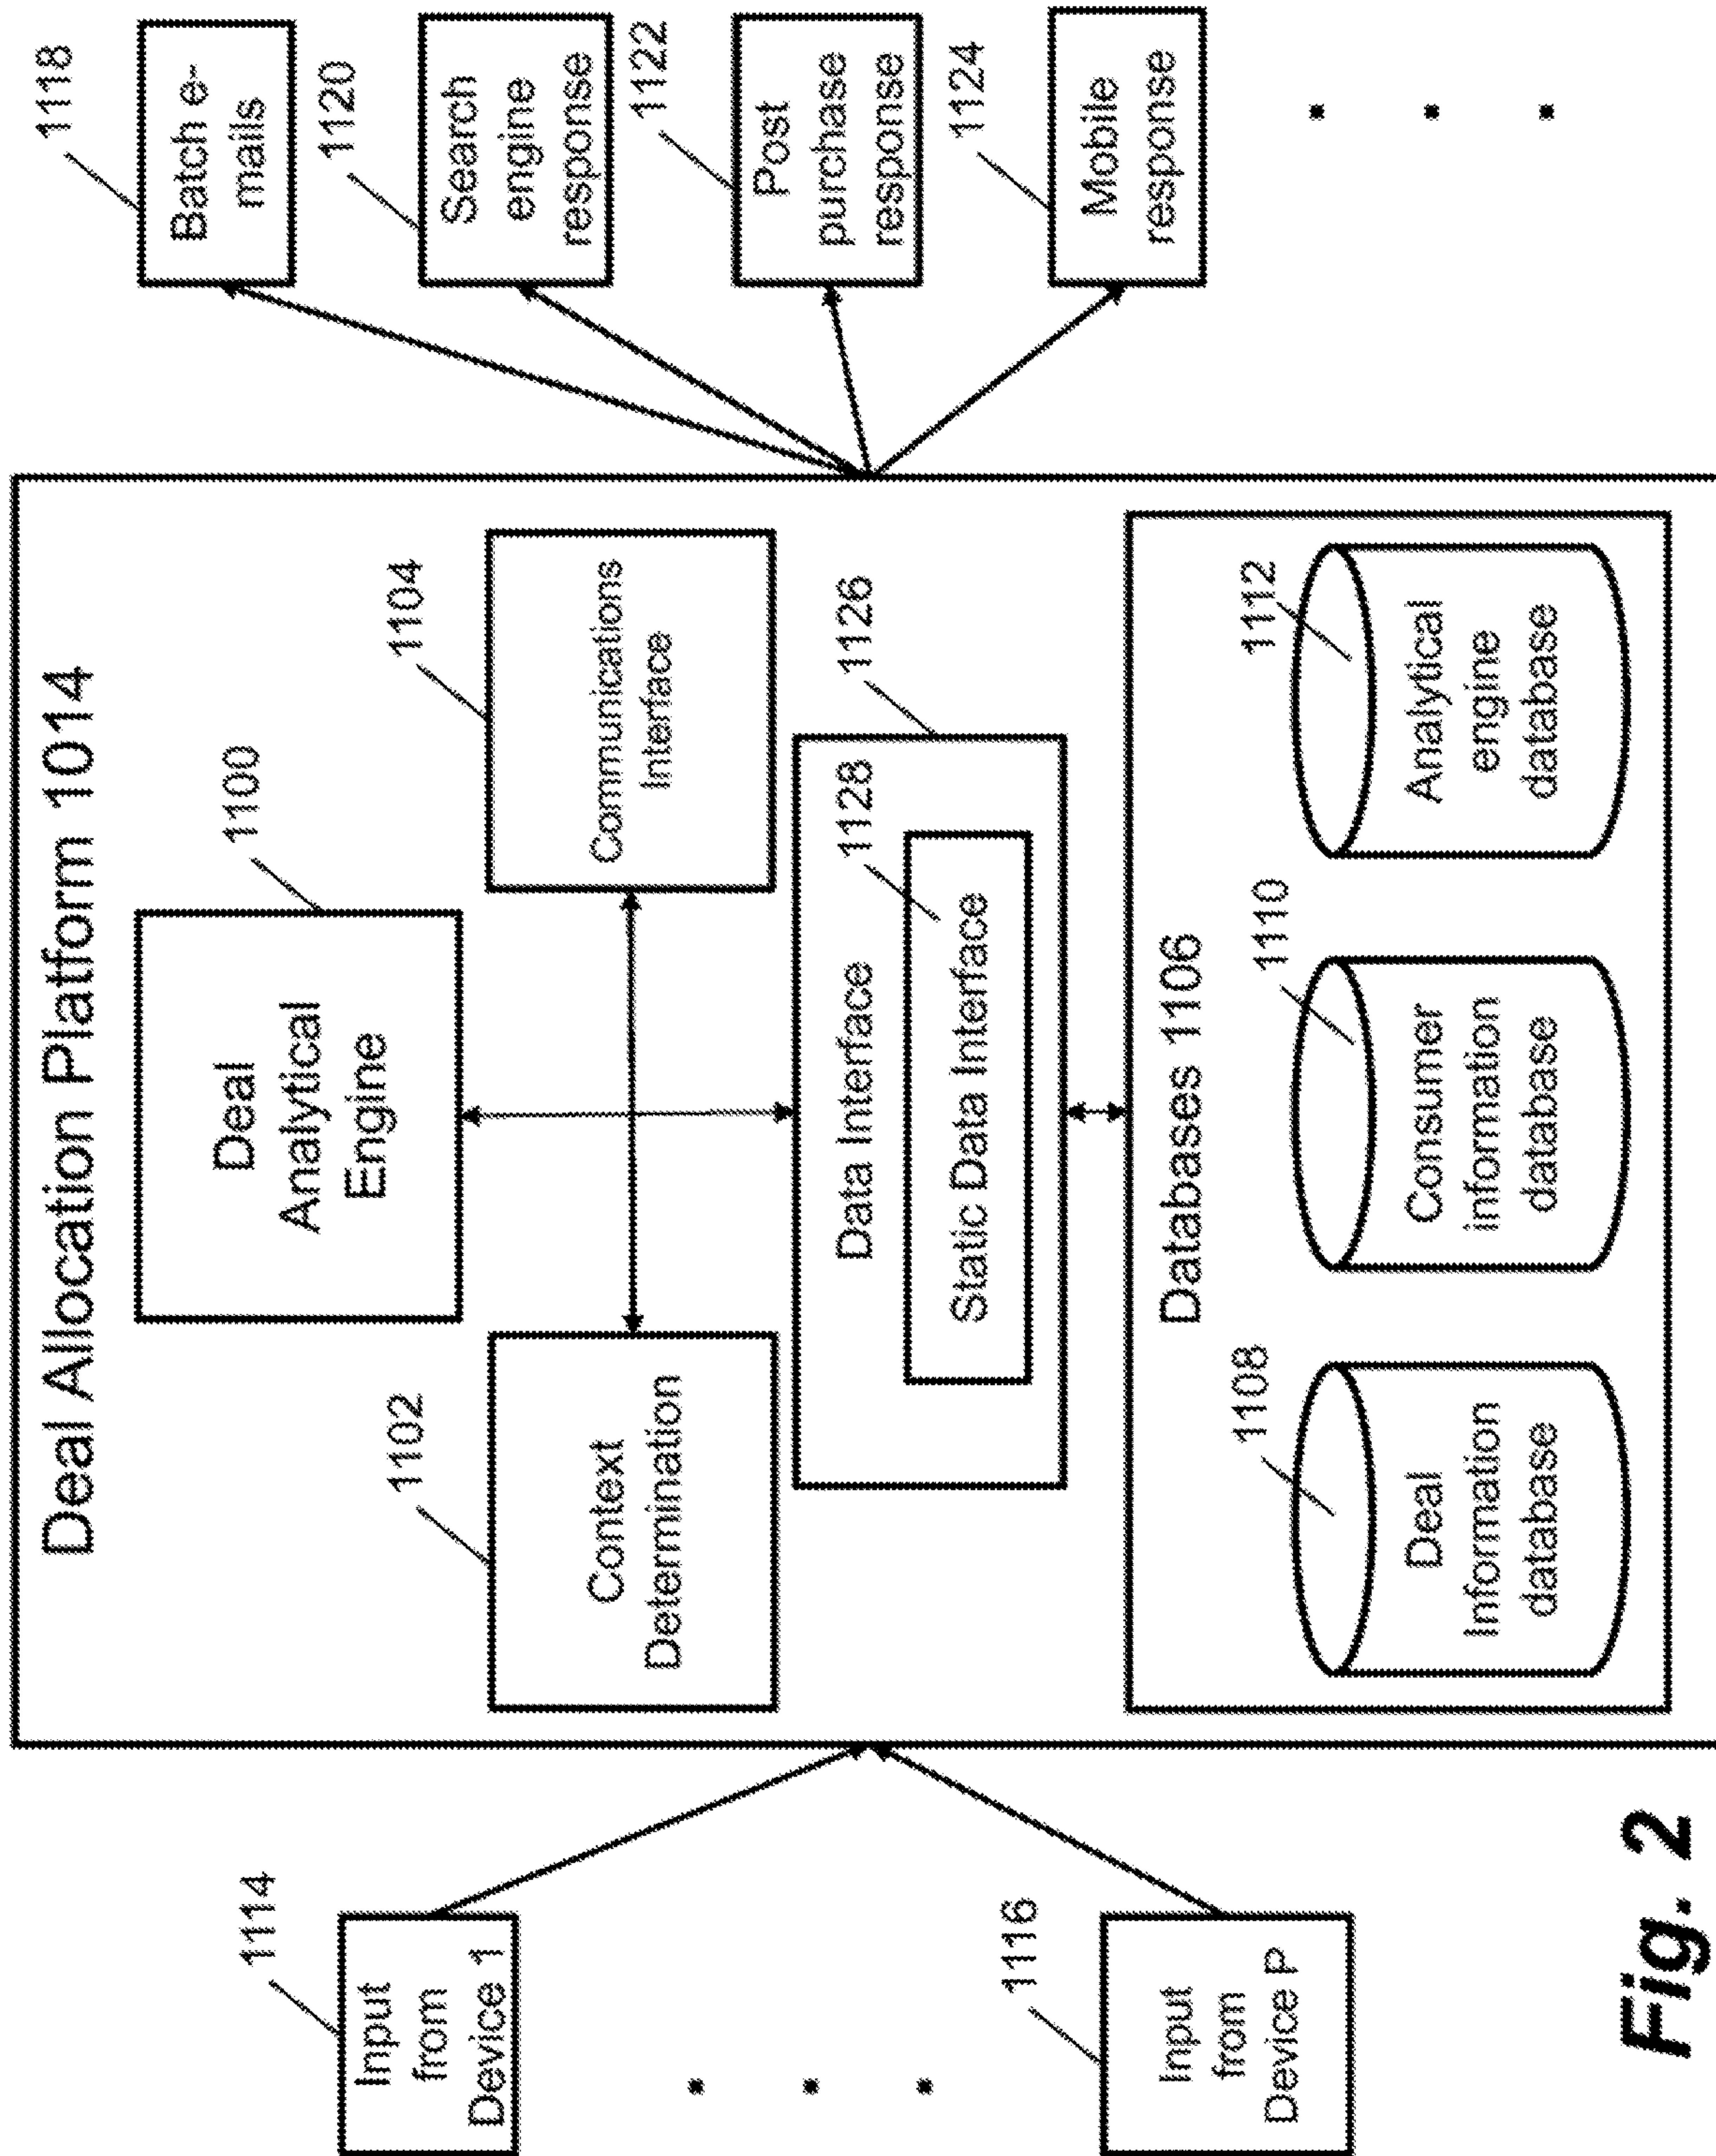 Deal Allocation Platform 1014
1114
Input
from
Device 1
1116
Input
from
Device P
1100
Deal
Analytical
Engine
1102
Context
Determination
1104
Communications
Interface
1126
Data Interface
1128
Static Data Interface
Databases 1106
1108
Deal
Information
database
1110
Consumer
information
database
1112
Analytical
engine
database
1118
Batch e-
mails
1120
Search
engine
response
1122
Post
purchase
response
1124
Mobile
response
Fig. 2